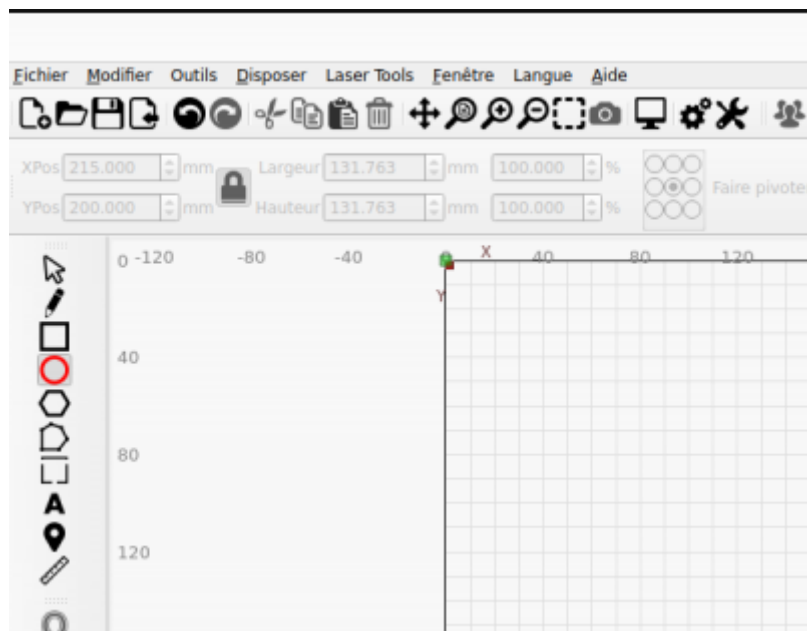 Fichier Modifier Outils Disposer Laser Tools Fenêtre Langue Aide
XPos 215.000 mm Largeur 131.763 mm 100.000 %
Faire pivoter
YPos 200.000 mm Hauteur 131.763 mm 100.000 %
0 -120 -80 -40 0 X 40 80 120
Y
40
80
A
120